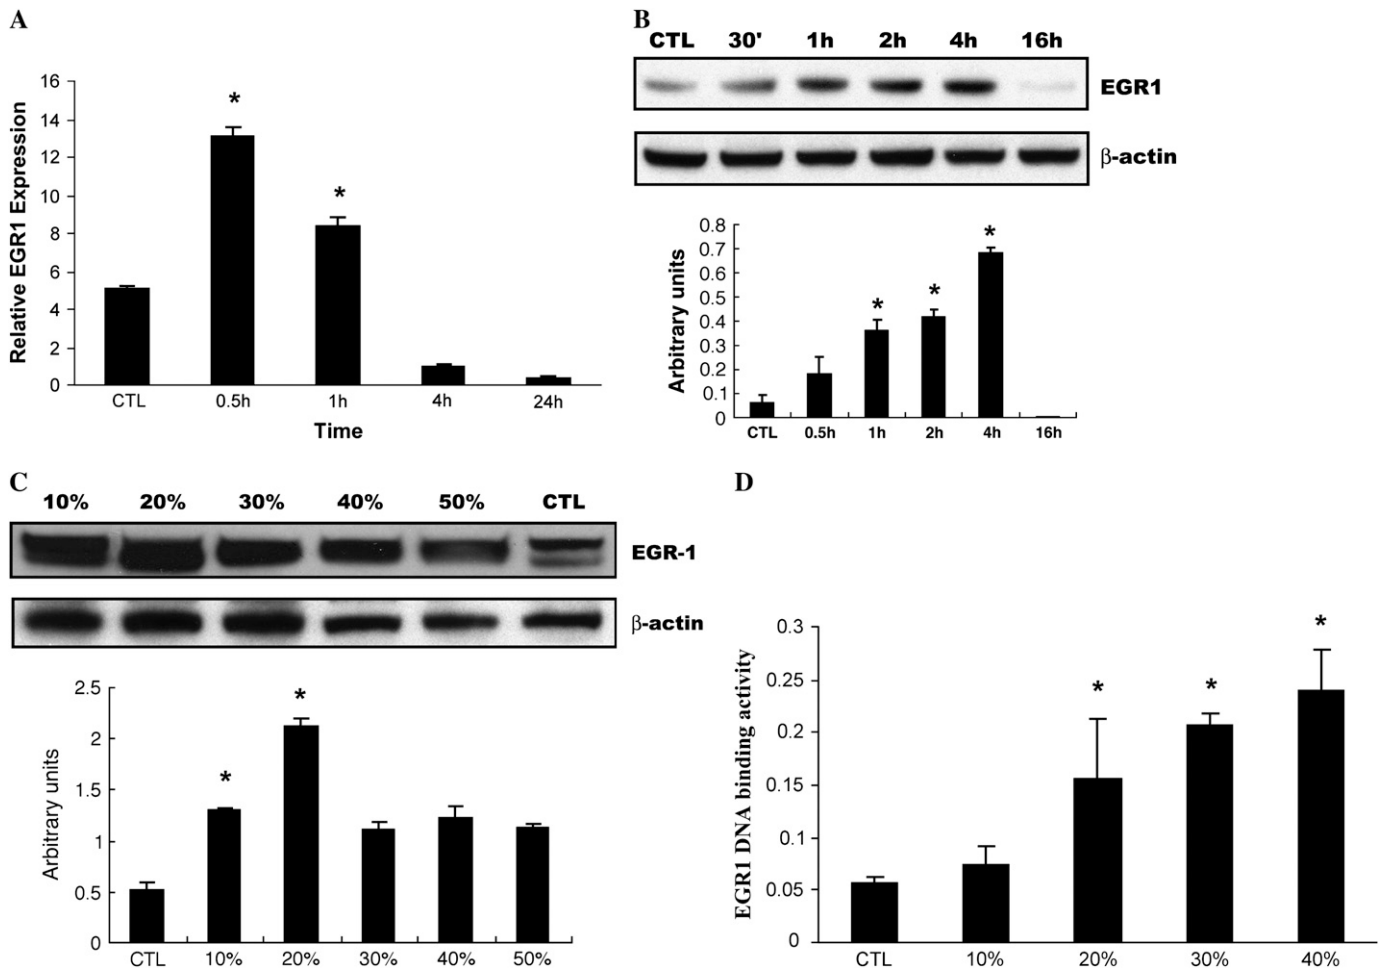 A
16
14
12
10
8
6
4
2
0
Relative EGR1 Expression
*
*
CTL 0.5h 1h 4h 24h
Time
B
CTL 30' 1h 2h 4h 16h
EGR1
β-actin
0.8
0.7
0.6
0.5
0.4
0.3
0.2
0.1
0
Arbitrary units
*
*
*
CTL 0.5h 1h 2h 4h 16h
C
10% 20% 30% 40% 50% CTL
EGR-1
β-actin
2.5
2
1.5
1
0.5
0
Arbitrary units
*
*
CTL 10% 20% 30% 40% 50%
D
0.3
0.25
0.2
0.15
0.1
0.05
0
EGR1 DNA binding activity
*
*
*
CTL 10% 20% 30% 40%